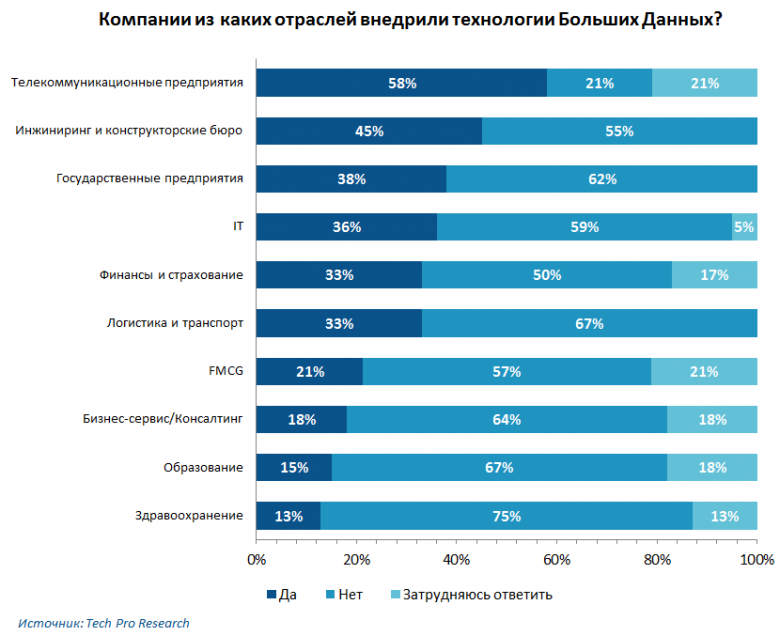 Компании из каких отраслей внедрили технологии Больших Данных?
Телекоммуникационные предприятия 58% 21% 21%
Инжиниринг и конструкторские бюро 45% 55%
Государственные предприятия 38% 62%
IT 36% 59% 5%
Финансы и страхование 33% 50% 17%
Логистика и транспорт 33% 67%
FMCG 21% 57% 21%
Бизнес-сервис/Консалтинг 18% 64% 18%
Образование 15% 67% 18%
Здравоохранение 13% 75% 13%
0% 20% 40% 60% 80% 100%
Да Нет Затрудняюсь ответить
Источник: Tech Pro Research